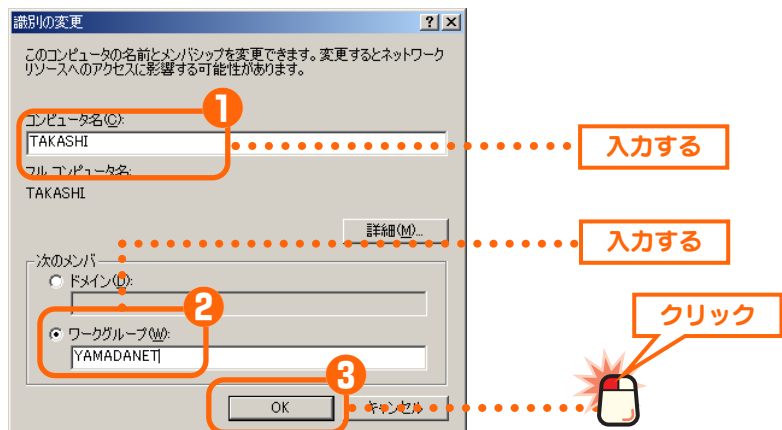 識別の変更
このコンピュータの名前とメンバシップを変更できます。変更するとネットワーク
リソースへのアクセスに影響する可能性があります。
1
コンピュータ名(C):
TAKASHI
入力する
フル コンピュータ名:
TAKASHI
詳細(M)...
入力する
次のメンバ
ドメイン(D):
2
ワークグループ(W):
YAMADANET
クリック
3
OK
キャンセル